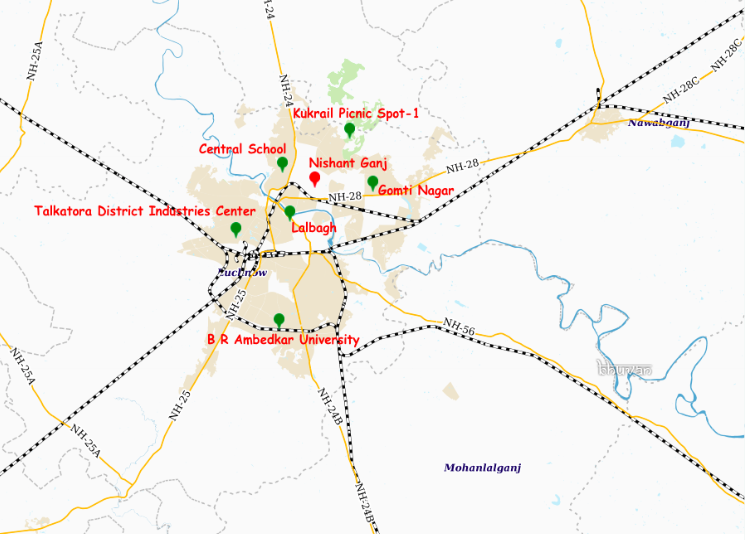 NH-24
NH-25A
NH-24
NH-28C
NH-28C
Kukrail Picnic Spot-1
Nawabganj
Central School
Nishant Ganj
NH-28
Gomti Nagar
NH-28
Talkatora District Industries Center
Lalbagh
Lucknow
NH-25
NH-56
B R Ambedkar University
NH-25A
NH-25
NH-24B
NH-25A
Mohanlalganj
NH-24B